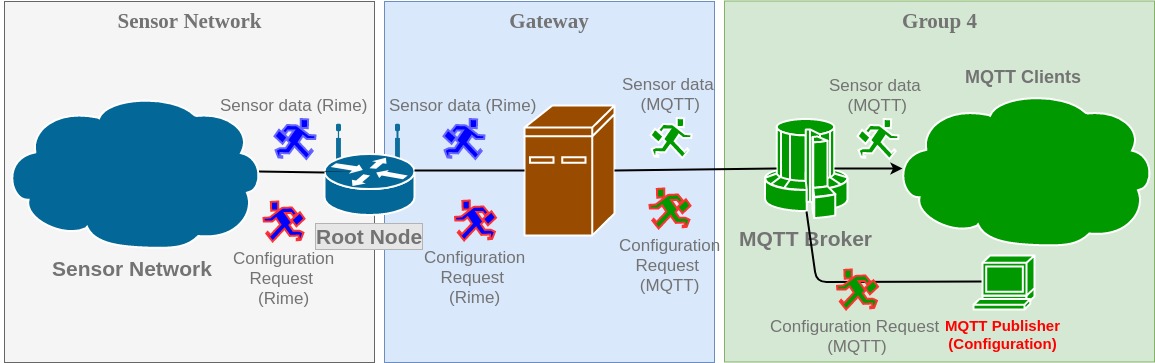 Sensor Network
Gateway
Group 4
Sensor data (Rime)
Sensor data (Rime)
Sensor data
(MQTT)
Sensor data
(MQTT)
MQTT Clients
Root Node
Sensor Network
Configuration
Request
(Rime)
Configuration
Request
(Rime)
Configuration
Request
(MQTT)
MQTT Broker
Configuration Request
(MQTT)
MQTT Publisher
(Configuration)